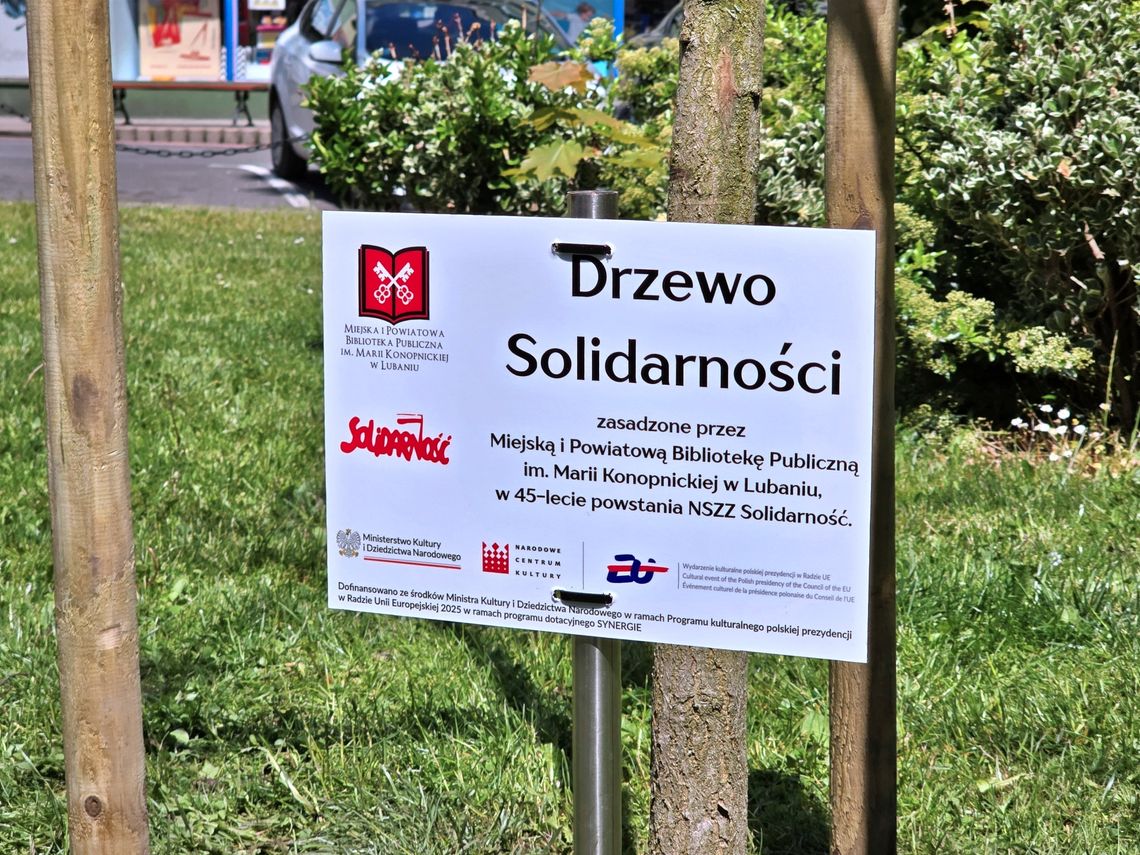 Drzewo
Solidarności
zasadzone przez
Miejską i Powiatową Bibliotekę Publiczną
im. Marii Konopnickiej w Lubaniu,
w 45-lecie powstania NSZZ Solidarność.
Miejska i Powiatowa
Biblioteka Publiczna
im. Marii Konopnickiej
w Lubaniu
Solidarność
Ministerstwo Kultury
i Dziedzictwa Narodowego
NARODOWE
CENTRUM
KULTURY
Wydarzenie kulturalne polskiej prezydencji w Radzie UE
Cultural event of the Polish presidency of the Council of the EU
Événement culturel de la présidence polonaise du Conseil de l'UE
Dofinansowano ze środków Ministra Kultury i Dziedzictwa Narodowego w ramach Programu kulturalnego polskiej prezydencji
w Radzie Unii Europejskiej 2025 w ramach programu dotacyjnego SYNERGIE